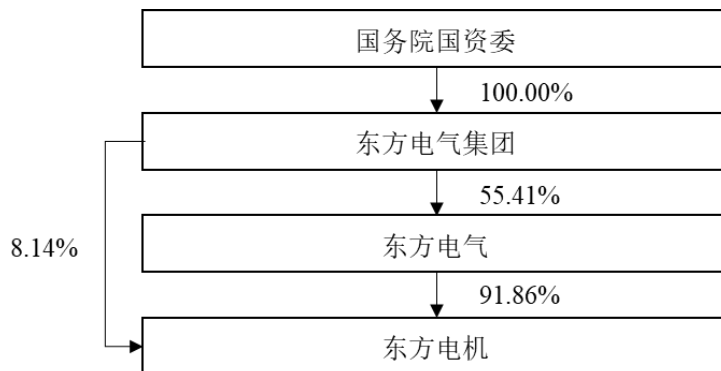 国务院国资委
100.00%
东方电气集团
55.41%
东方电气
8.14%
91.86%
东方电机